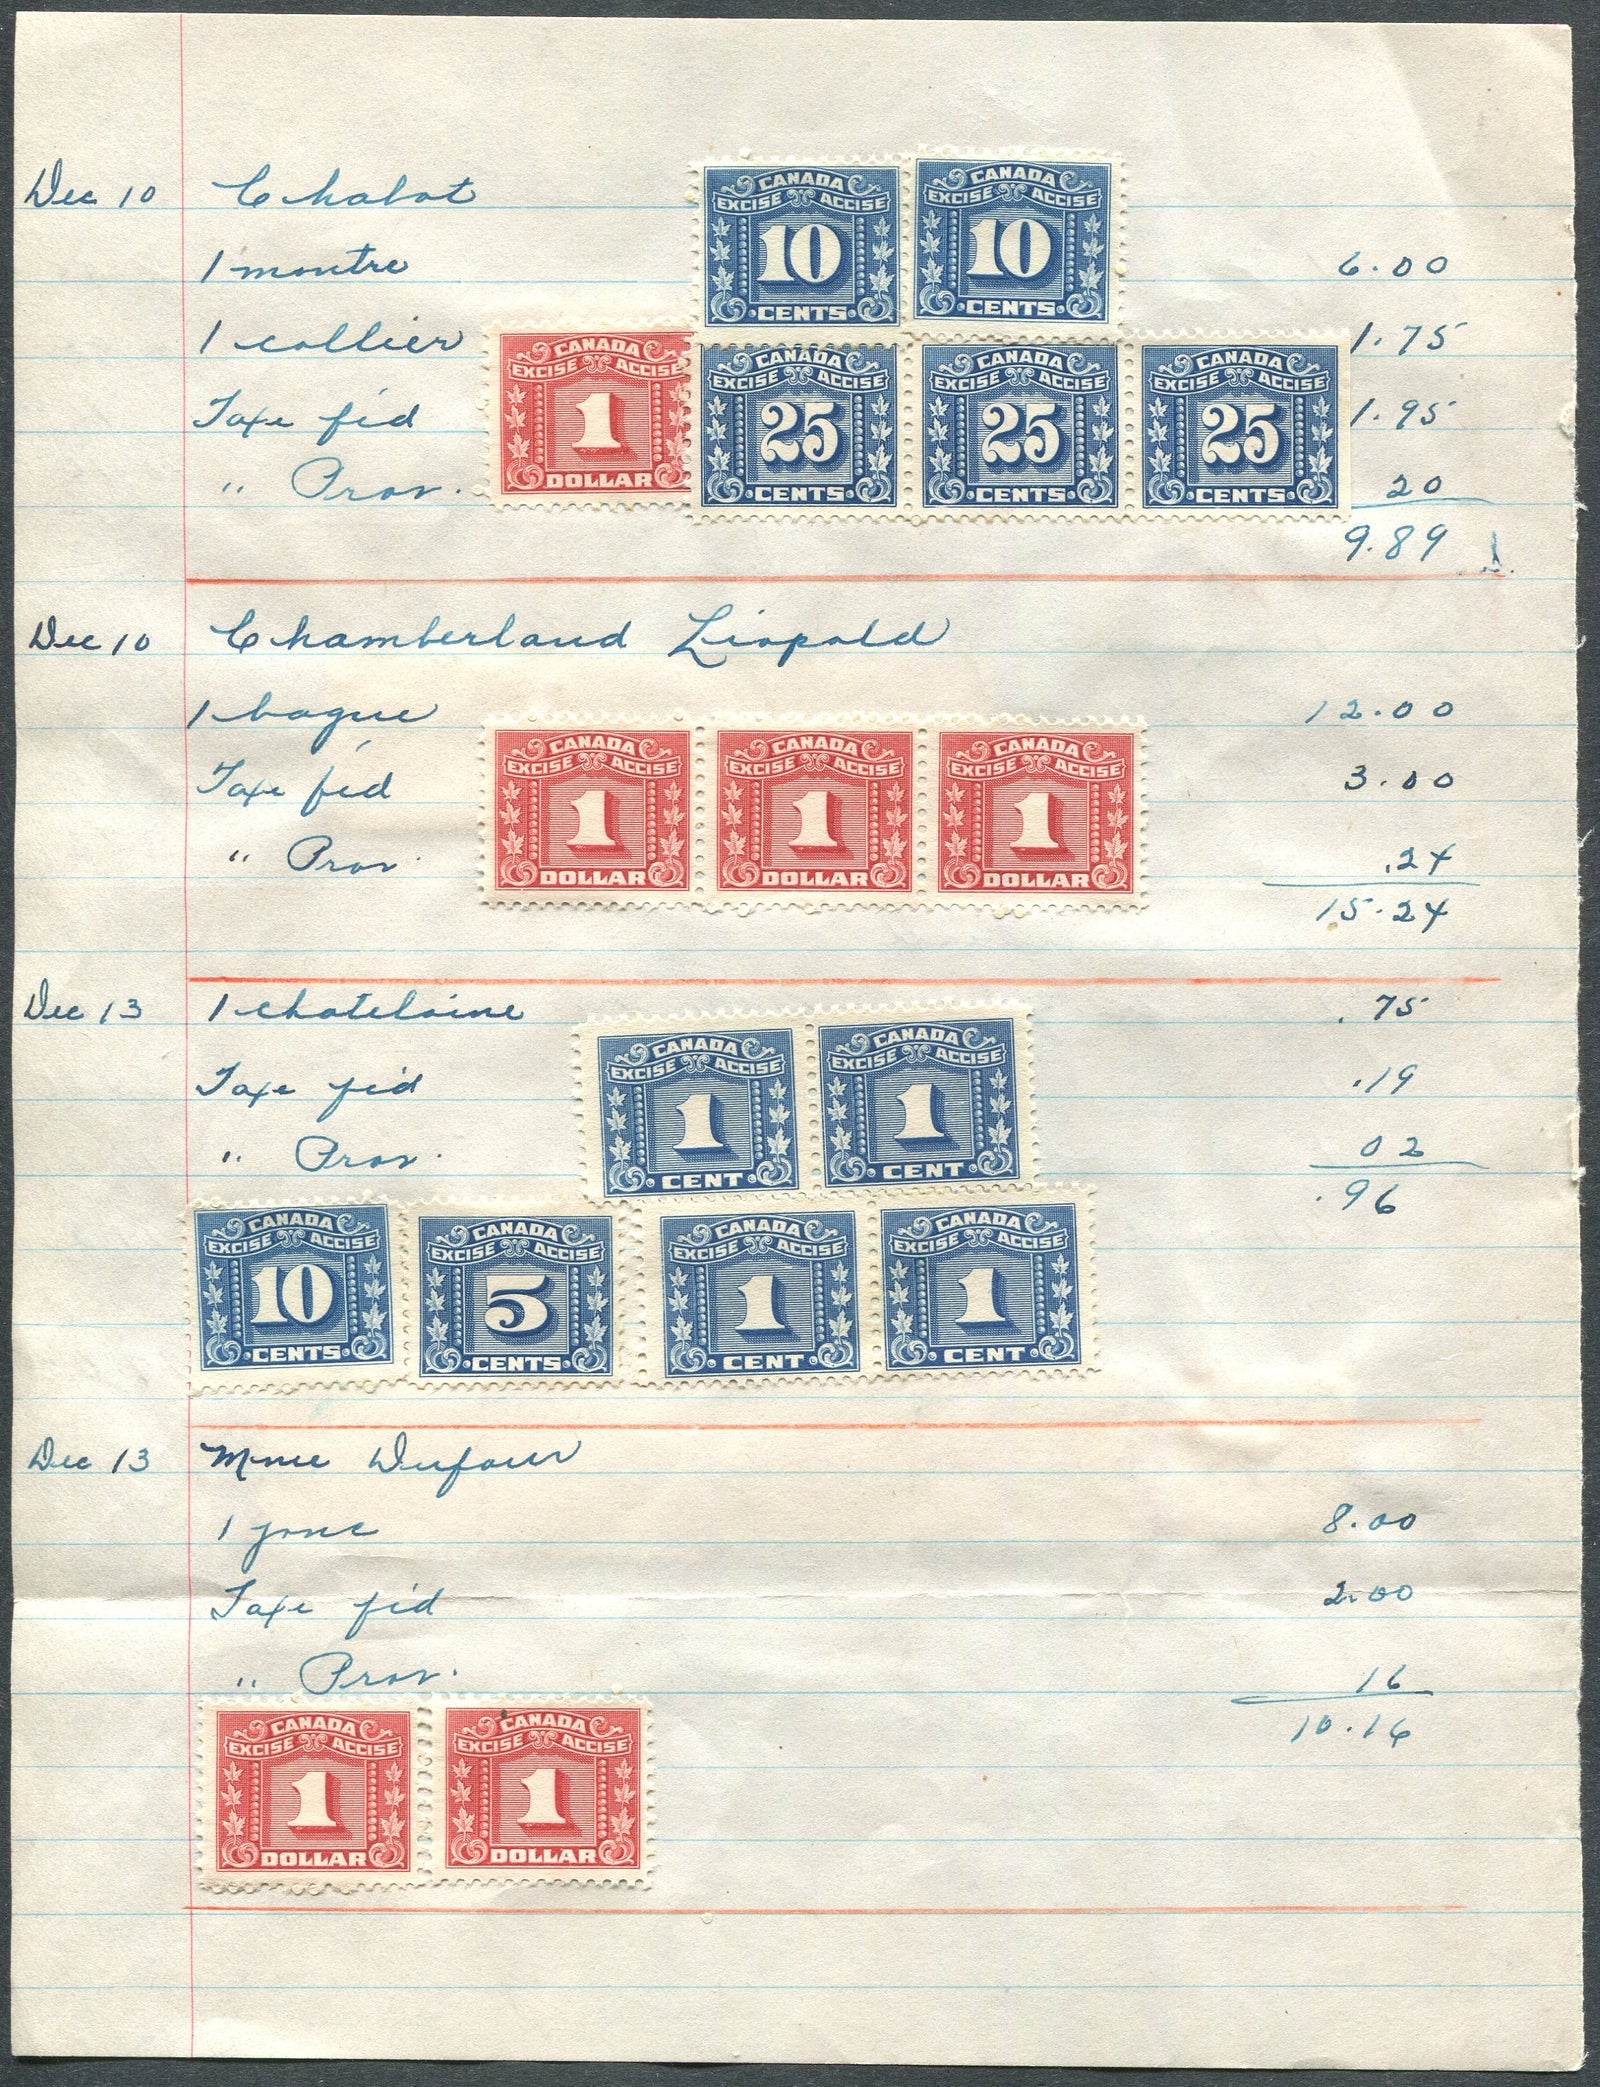 Dec 10 Chabot
CANADA EXCISE ACCISE 10 CENTS
CANADA EXCISE ACCISE 10 CENTS
1 montre 6.00
1 collier 1.75
CANADA EXCISE ACCISE 1 DOLLAR
CANADA EXCISE ACCISE 25 CENTS
CANADA EXCISE ACCISE 25 CENTS
CANADA EXCISE ACCISE 25 CENTS
Taxe féd 1.95
" Prov. 20
9.89
Dec 10 Chamberland Liopold
1 bague 12.00
CANADA EXCISE ACCISE 1 DOLLAR
CANADA EXCISE ACCISE 1 DOLLAR
CANADA EXCISE ACCISE 1 DOLLAR
Taxe féd 3.00
" Prov .24
15.24
Dec 13 1 chatelaine .75
CANADA EXCISE ACCISE 1 CENT
CANADA EXCISE ACCISE 1 CENT
Taxe féd .19
" Prov. 02
.96
CANADA EXCISE ACCISE 10 CENTS
CANADA EXCISE ACCISE 5 CENTS
CANADA EXCISE ACCISE 1 CENT
CANADA EXCISE ACCISE 1 CENT
Dec 13 Mme Dufour
1 jonc 8.00
Taxe féd 2.00
" Prov. 16
10.16
CANADA EXCISE ACCISE 1 DOLLAR
CANADA EXCISE ACCISE 1 DOLLAR